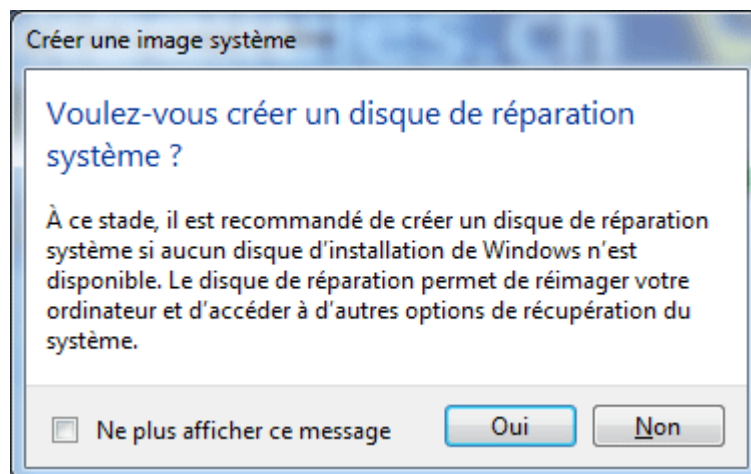 Créer une image système
Voulez-vous créer un disque de réparation
système ?
À ce stade, il est recommandé de créer un disque de réparation
système si aucun disque d'installation de Windows n'est
disponible. Le disque de réparation permet de réimager votre
ordinateur et d'accéder à d'autres options de récupération du
système.
Ne plus afficher ce message Oui Non